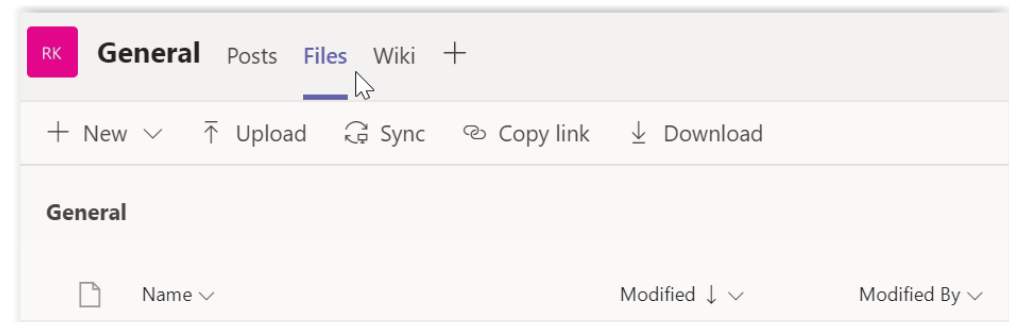 RK General Posts Files Wiki
New Upload Sync Copy link Download
General
Name Modified Modified By